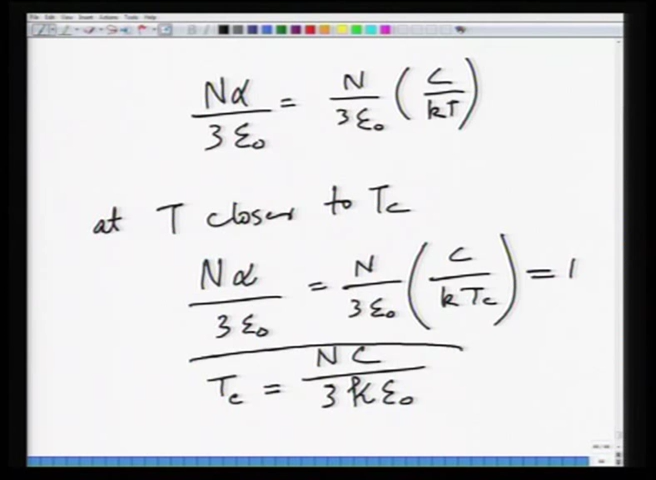 Nα/3ε₀ = N/3ε₀ (C/kT)
at T closer to Tc
Nα/3ε₀ = N/3ε₀ (C/kTc) = 1
Tc = NC/3kε₀